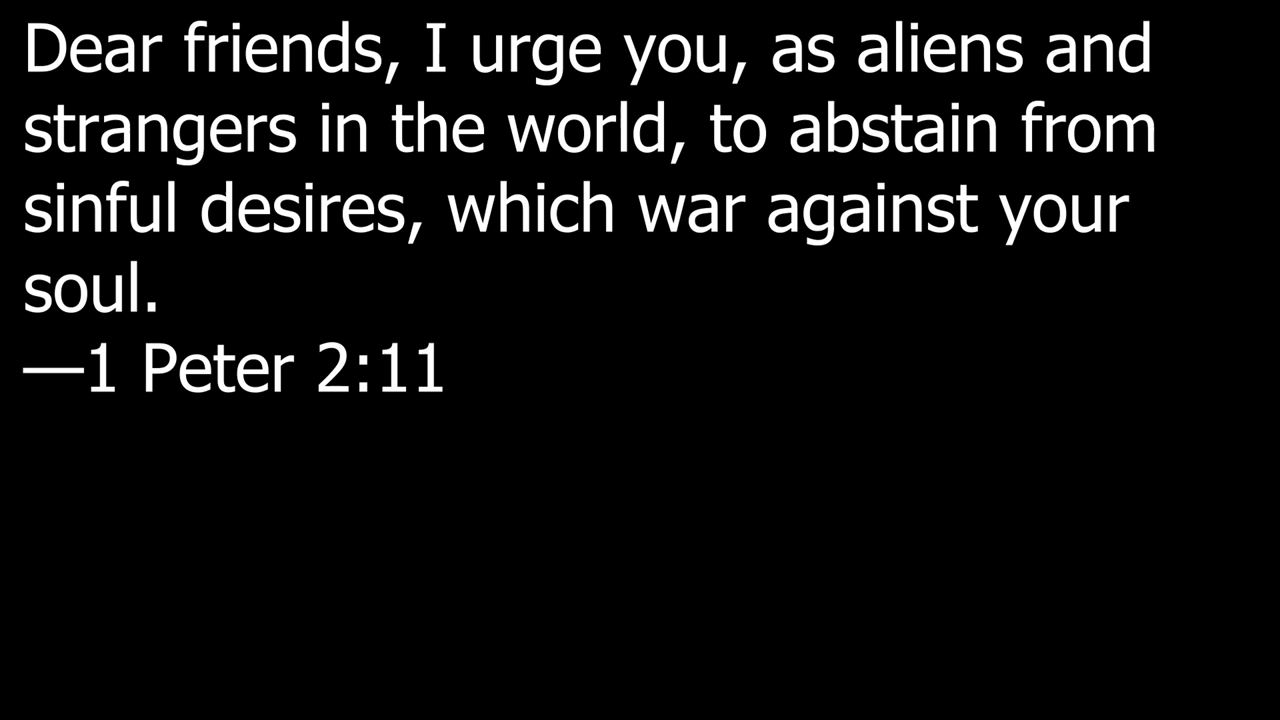 Dear friends, I urge you, as aliens and
strangers in the world, to abstain from
sinful desires, which war against your
soul.
—1 Peter 2:11